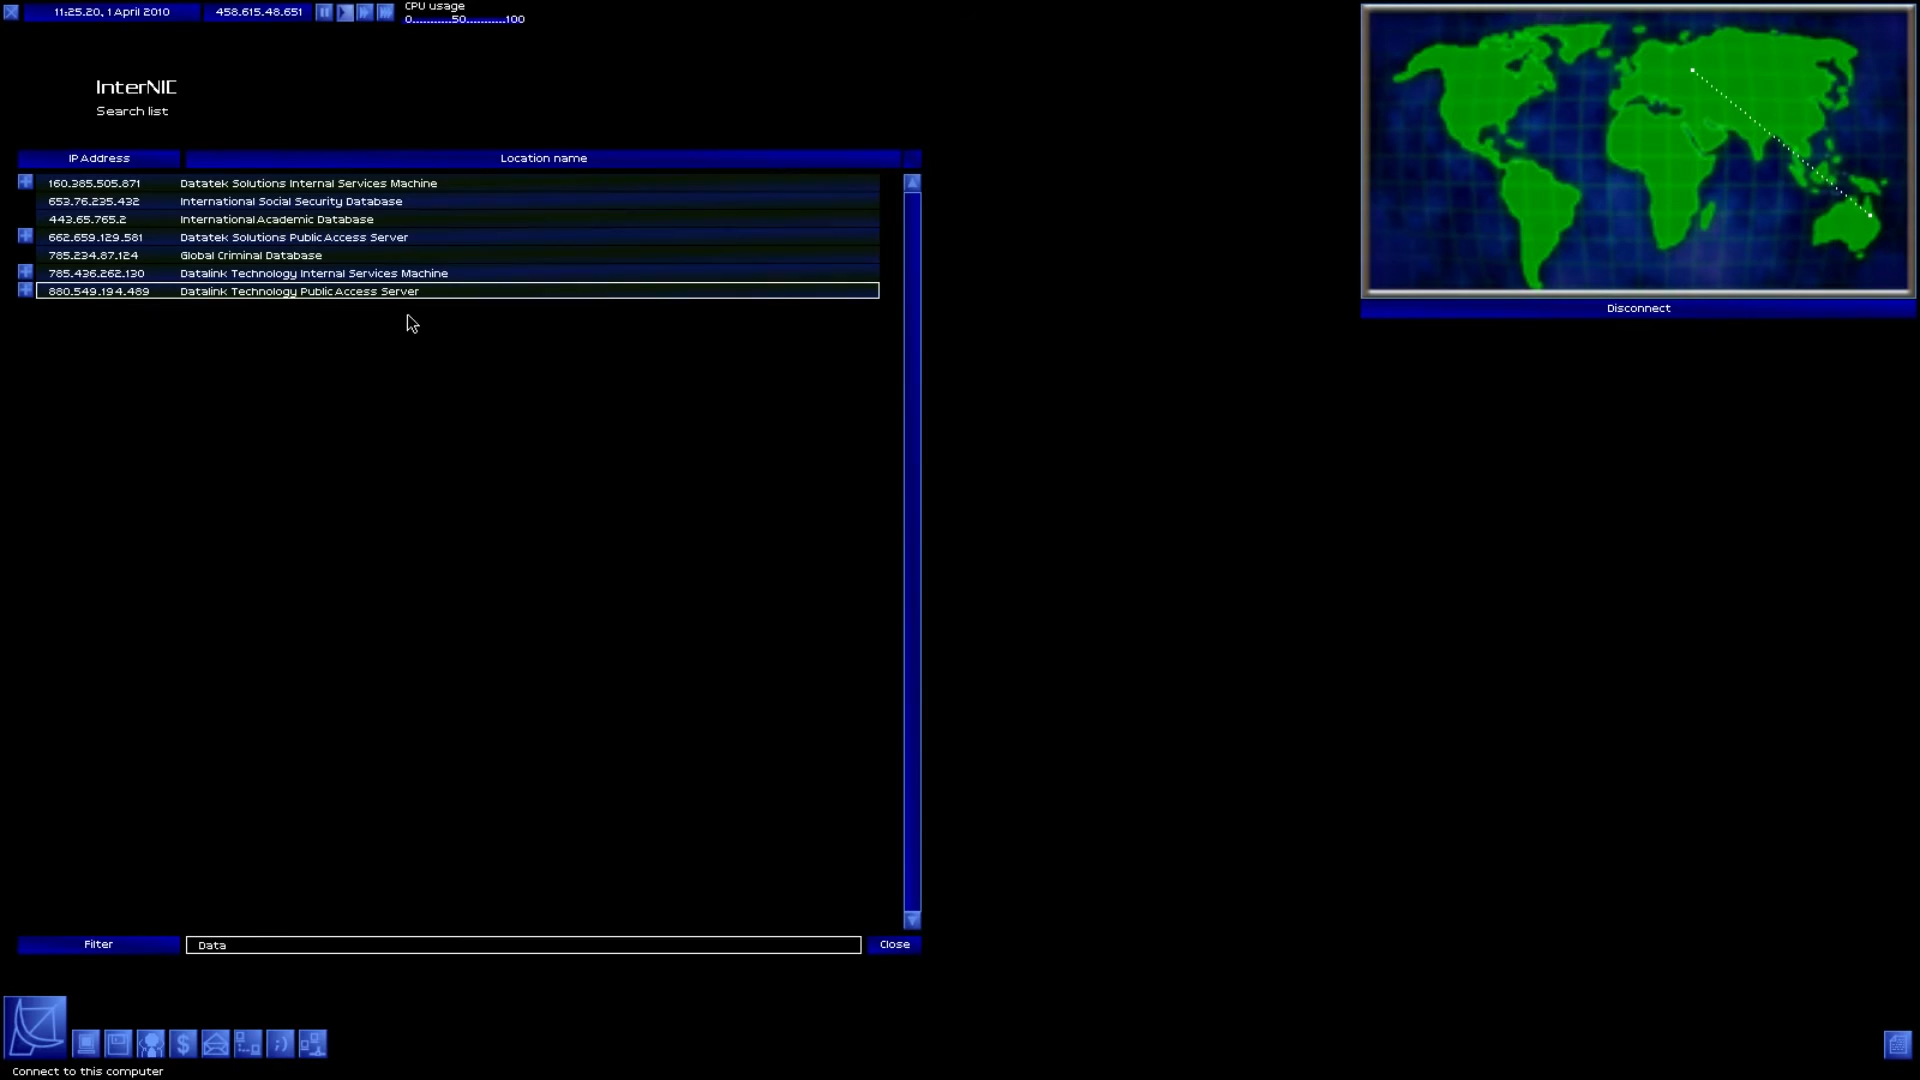 11:25.20, 1 April 2010
458.615.48.651
CPU usage
0............50...........100
InterNIC
Search list
IP Address
Location name
160.385.505.871 Datatek Solutions Internal Services Machine
653.76.235.432 International Social Security Database
443.65.765.2 International Academic Database
662.659.129.581 Datatek Solutions Public Access Server
785.234.87.124 Global Criminal Database
785.436.262.130 Datalink Technology Internal Services Machine
880.549.194.489 Datalink Technology Public Access Server
Disconnect
Filter
Data
Close
$
;)
Connect to this computer